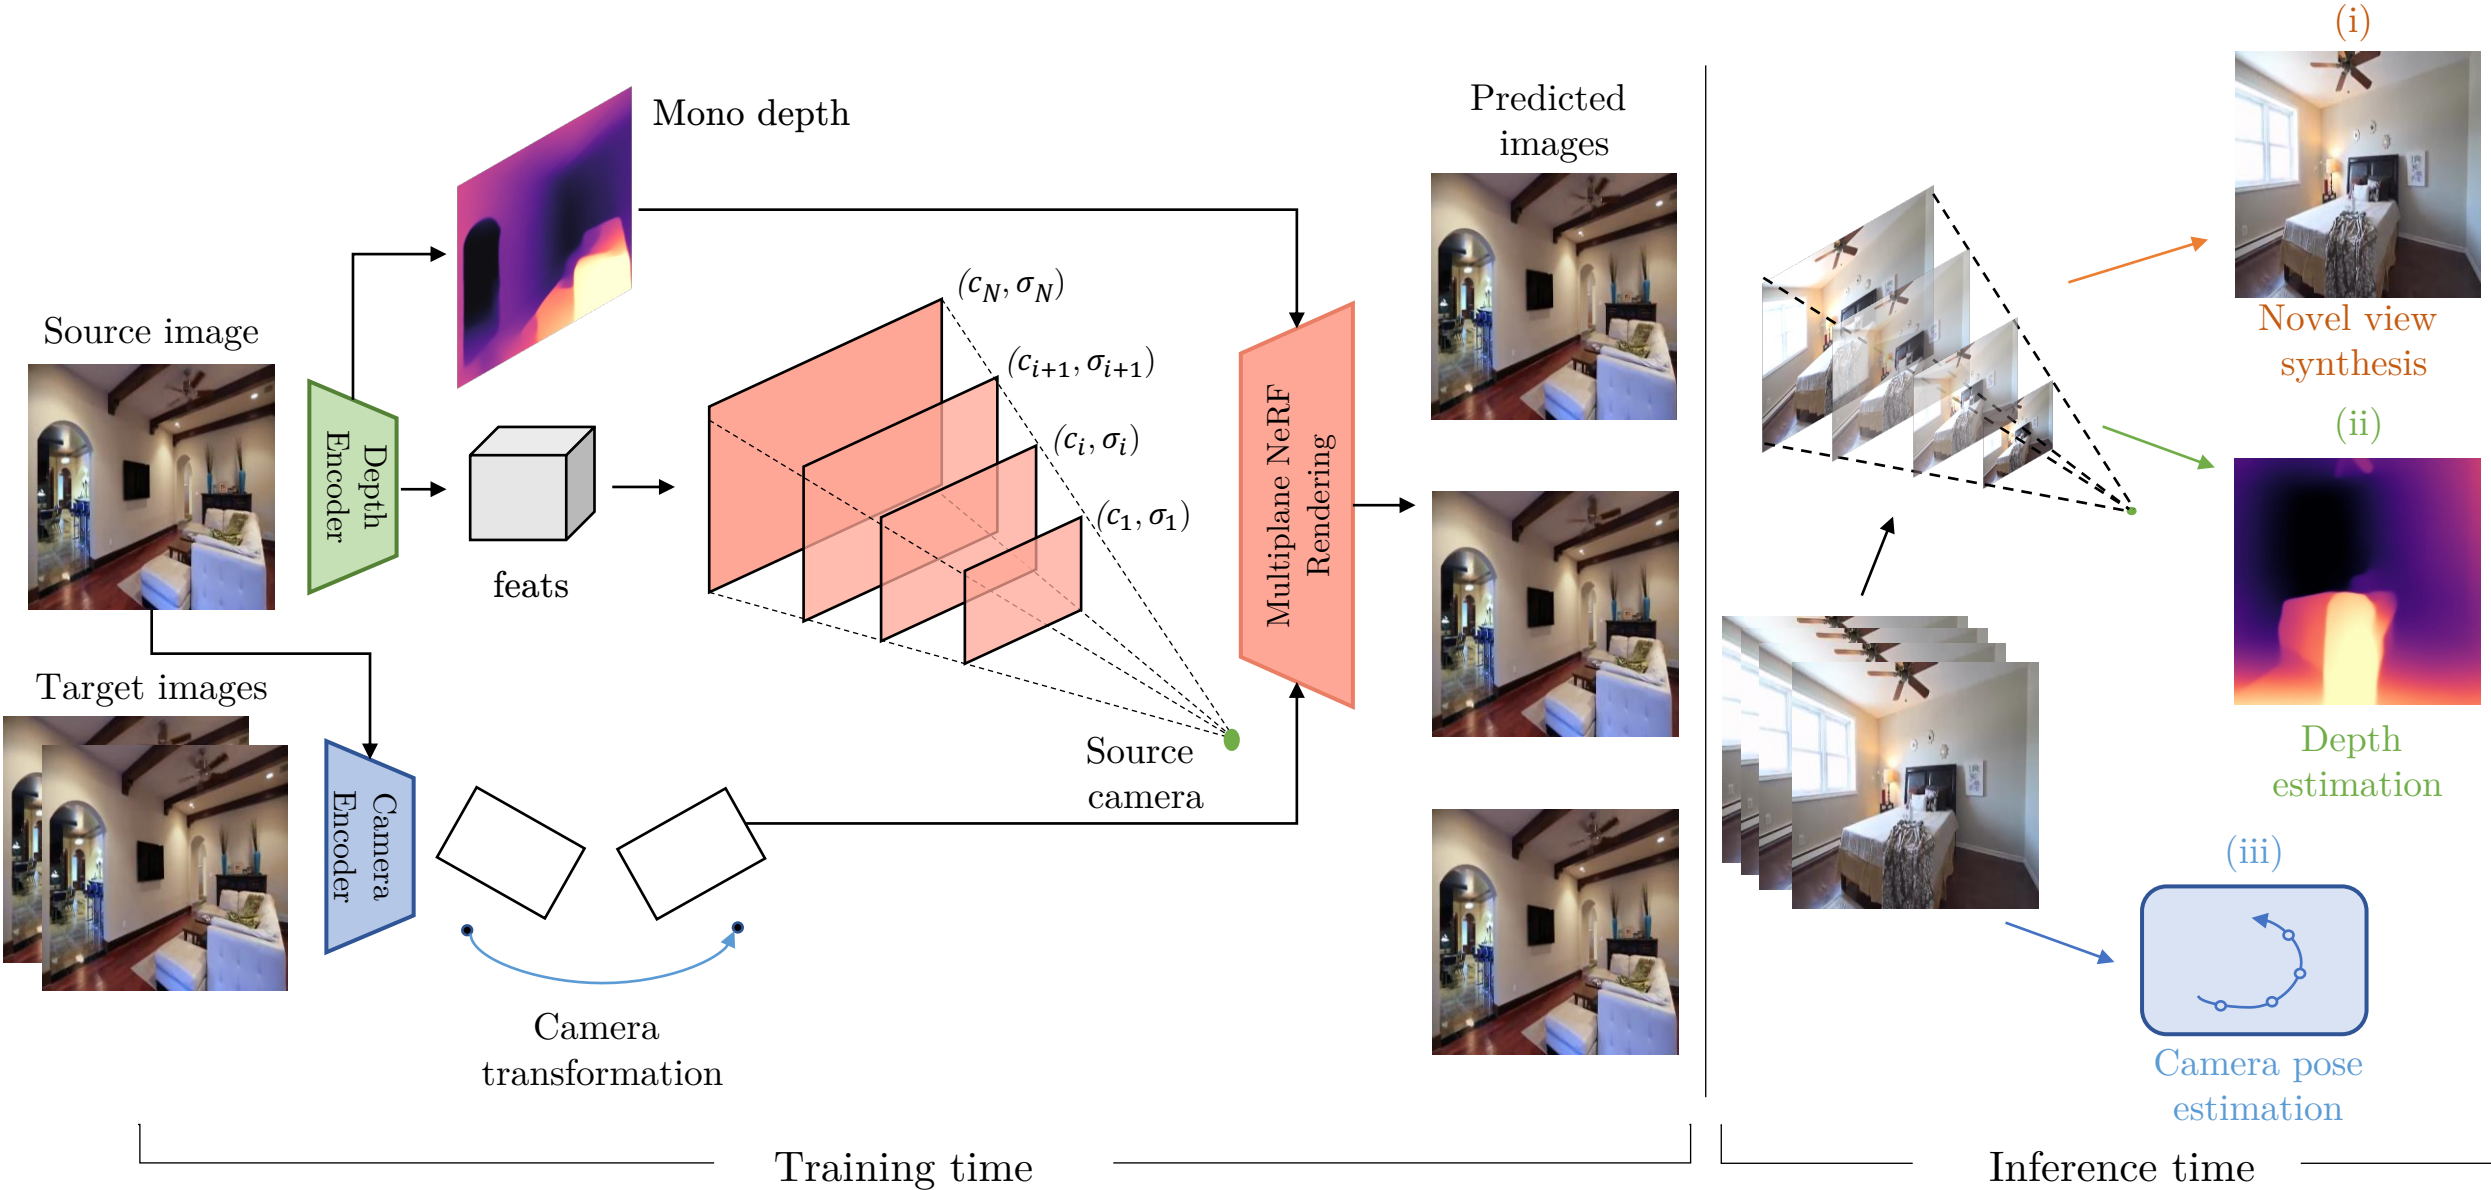 Source image
Target images
Depth
Encoder
Camera
Encoder
Mono depth
feats
Camera
transformation
(c_N, σ_N)
(c_{i+1}, σ_{i+1})
(c_i, σ_i)
(c_1, σ_1)
Source
camera
Multiplane NeRF
Rendering
Predicted
images
Training time
(i)
Novel view
synthesis
(ii)
Depth
estimation
(iii)
Camera pose
estimation
Inference time